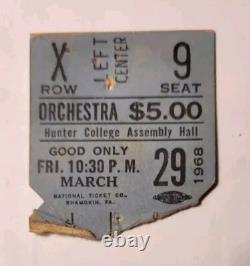 X LEFT CENTER 9
ROW SEAT
ORCHESTRA $5.00
Hunter College Assembly Hall
GOOD ONLY
FRI. 10:30 P. M.
MARCH 29 1968
NATIONAL TICKET CO.,
SHAMOKIN, PA.